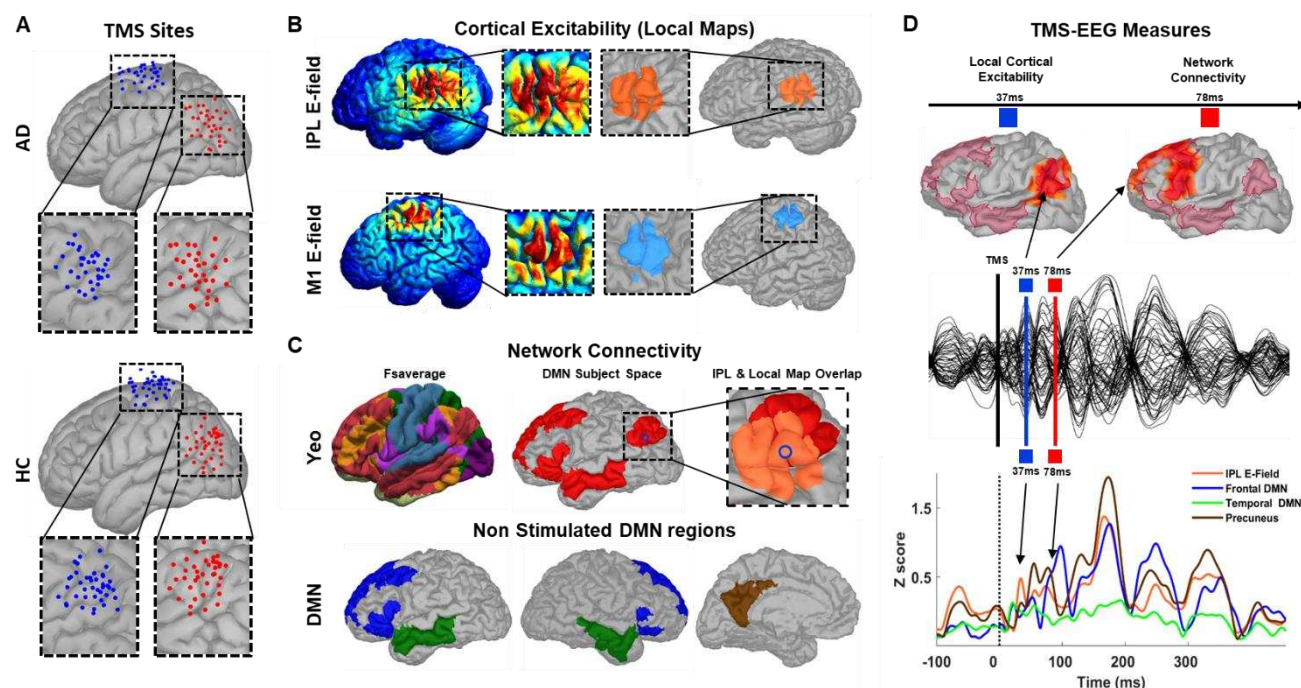 A
TMS Sites
AD
HC
B
Cortical Excitability (Local Maps)
IPL E-field
M1 E-field
C
Network Connectivity
Fsaverage
DMN Subject Space
IPL & Local Map Overlap
Yeo
Non Stimulated DMN regions
DMN
D
TMS-EEG Measures
Local Cortical
Excitability
Network
Connectivity
37ms
78ms
TMS
37ms
78ms
37ms
78ms
IPL E-Field
Frontal DMN
Temporal DMN
Precuneus
Z score
1.5
0.5
-100
0
100
200
300
Time (ms)